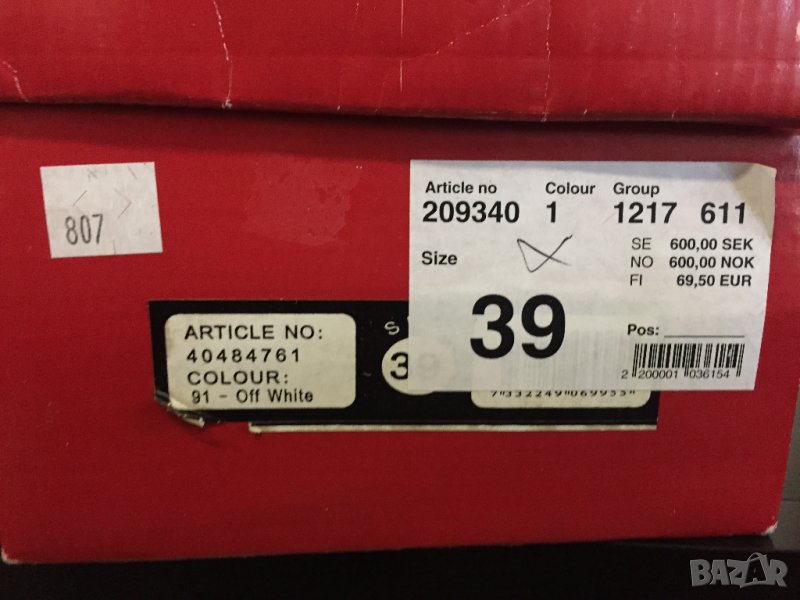 807
Article no Colour Group
209340 1 1217 611
Size
SE 600,00 SEK
NO 600,00 NOK
FI 69,50 EUR
39
Pos:
2 200001 036154
ARTICLE NO:
40484761
COLOUR:
91 - Off White
S
39
BAZAR